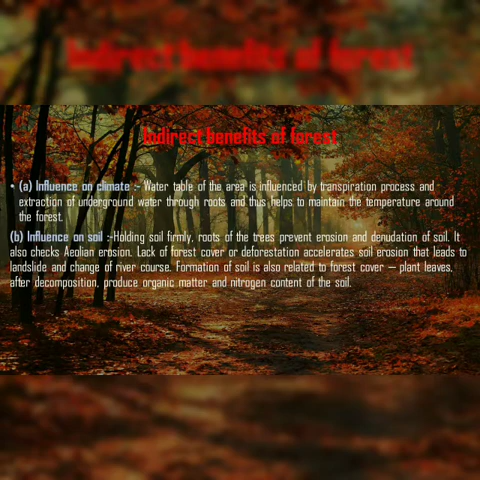 Indirect benefits of forest
• (a) Influence on climate :- Water table of the area is influenced by transpiration process and
extraction of underground water through roots and thus helps to maintain the temperature around
the forest.
(b) Influence on soil :-Holding soil firmly, roots of the trees prevent erosion and denudation of soil. It
also checks Aeolian erosion. Lack of forest cover or deforestation accelerates soil erosion that leads to
landslide and change of river course. Formation of soil is also related to forest cover – plant leaves,
after decomposition, produce organic matter and nitrogen content of the soil.